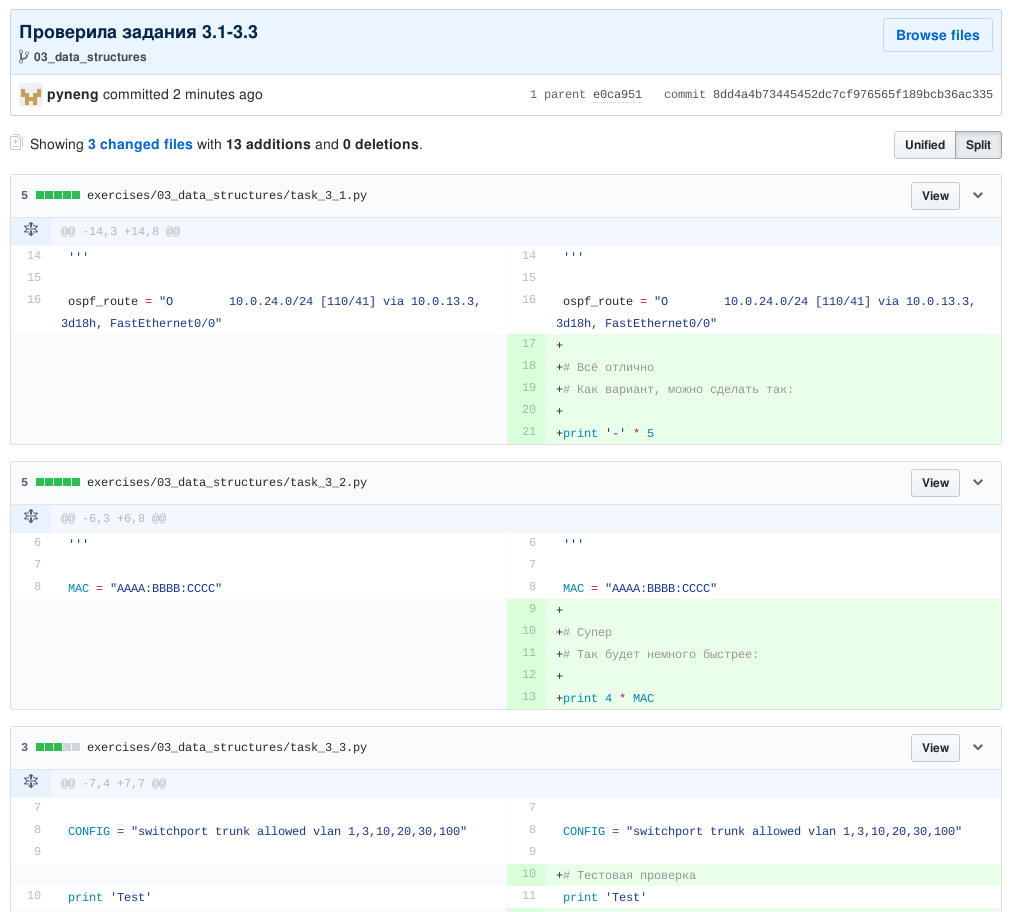 Проверила задания 3.1-3.3
Browse files
03_data_structures
pyneng committed 2 minutes ago
1 parent e0ca951 commit 8dd4a4b73445452dc7cf976565f189bcb36ac335
Showing 3 changed files with 13 additions and 0 deletions.
Unified Split
5 exercises/03_data_structures/task_3_1.py View
@@ -14,3 +14,8 @@
14 ''' 14 '''
15 15
16 ospf_route = "O        10.0.24.0/24 [110/41] via 10.0.13.3, 16 ospf_route = "O        10.0.24.0/24 [110/41] via 10.0.13.3,
3d18h, FastEthernet0/0" 3d18h, FastEthernet0/0"
17 +
18 +# Всё отлично
19 +# Как вариант, можно сделать так:
20 +
21 +print '-' * 5
5 exercises/03_data_structures/task_3_2.py View
@@ -6,3 +6,8 @@
6 ''' 6 '''
7 7
8 MAC = "AAAA:BBBB:CCCC" 8 MAC = "AAAA:BBBB:CCCC"
9 +
10 +# Супер
11 +# Так будет немного быстрее:
12 +
13 +print 4 * MAC
3 exercises/03_data_structures/task_3_3.py View
@@ -7,4 +7,7 @@
7 7
8 CONFIG = "switchport trunk allowed vlan 1,3,10,20,30,100" 8 CONFIG = "switchport trunk allowed vlan 1,3,10,20,30,100"
9 9
10 +# Тестовая проверка
10 print 'Test' 11 print 'Test'